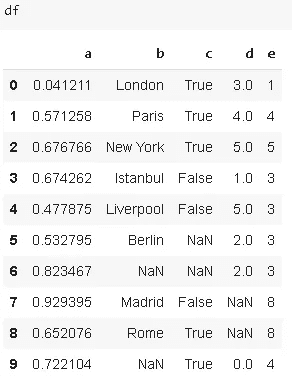 df
a b c d e
0 0.041211 London True 3.0 1
1 0.571258 Paris True 4.0 4
2 0.676766 New York True 5.0 5
3 0.674262 Istanbul False 1.0 3
4 0.477875 Liverpool False 5.0 3
5 0.532795 Berlin NaN 2.0 3
6 0.823467 NaN NaN 2.0 3
7 0.929395 Madrid False NaN 8
8 0.652076 Rome True NaN 8
9 0.722104 NaN True 0.0 4